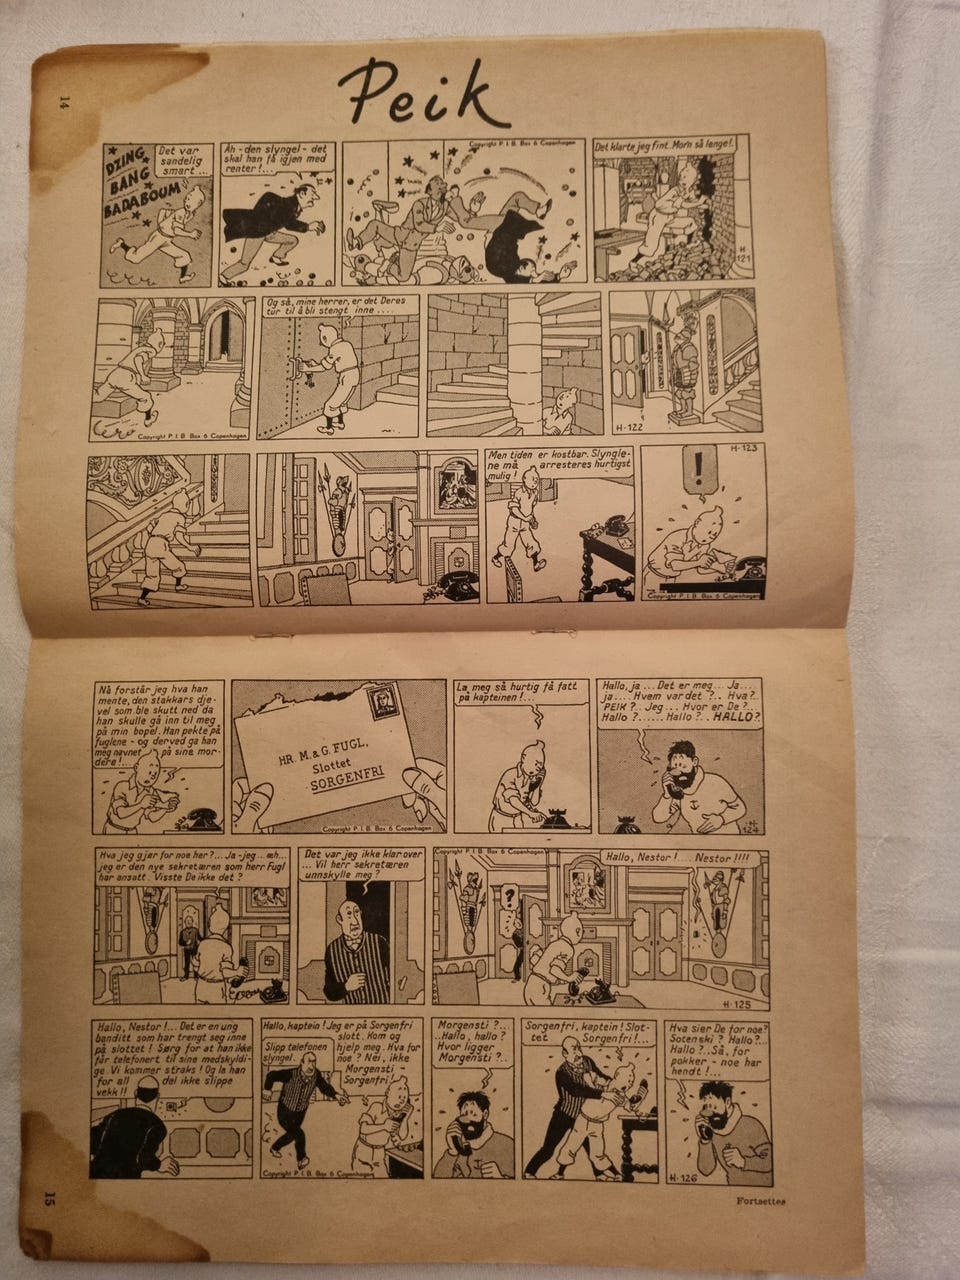 14
Peik
DZING
BANG
BADABOUM
Det var
sandelig
smart...
Ah - den slyngel - det
skal han få igjen med
renter!...
Copyright P. I. B. Box 6 Copenhagen
Det klarte jeg fint. Morn så lenge!.
H
121
Copyright P. I. B. Box 6 Copenhagen
Og så, mine herrer, er det Deres
tur til å bli stengt inne ....
H-122
Men tiden er kostbar. Slyngle-
ne må arresteres hurtigst
mulig!
H-123
!
Copyright P. I. B. Box 6 Copenhagen
Nå forstår jeg hva han
mente, den stakkars dje-
vel som ble skutt ned da
han skulle gå inn til meg
på min bopel. Han pekte på
fuglene - og derved ga han
meg navnet på sine mor-
dere!...
HR. M. & G. FUGL,
Slottet
SORGENFRI
Copyright P. I. B. Box 6 Copenhagen
La meg så hurtig få fatt
på kapteinen!...
Hallo, ja... Det er meg... Ja...
ja.... Hvem var det?.. Hva?..
PEIK?.. Jeg... Hvor er De?..
Hallo?...... Hallo?.. HALLO?
H-
124
Hva jeg gjør for noe her?... Ja-jeg... øh...
jeg er den nye sekretæren som herr Fugl
har ansatt. Visste De ikke det?
Det var jeg ikke klar over
... Vil herr sekretæren
unnskylle meg?
Copyright P. I. B. Box 6 Copenhagen
?
Hallo, Nestor!.... Nestor!!!!
H-125
Hallo, Nestor!... Det er en ung
banditt som har trengt seg inne
på slottet! Sørg for at han ikke
får telefonert til sine medskyldi-
ge. Vi kommer straks! Og la han
for all del ikke slippe
vekk!!
Hallo, kaptein! Jeg er på Sorgenfri
slott. Kom og
hjelp meg. Hva for
noe? Nei, ikke
Morgensti -
Sorgenfri!
Slipp telefonen
slyngel.
Copyright P. I. B. Box 6 Copenhagen
Morgensti?...
..Hallo, hallo?
Hvor ligger
Morgensti?..
Sorgenfri, kaptein! Slot-
tet Sorgenfri!...
Hva sier De for noe?
Sotenski? Hallo?...
Hallo?.. Så, for
pokker - noe har
hendt!...
H-126
Fortsettes
15